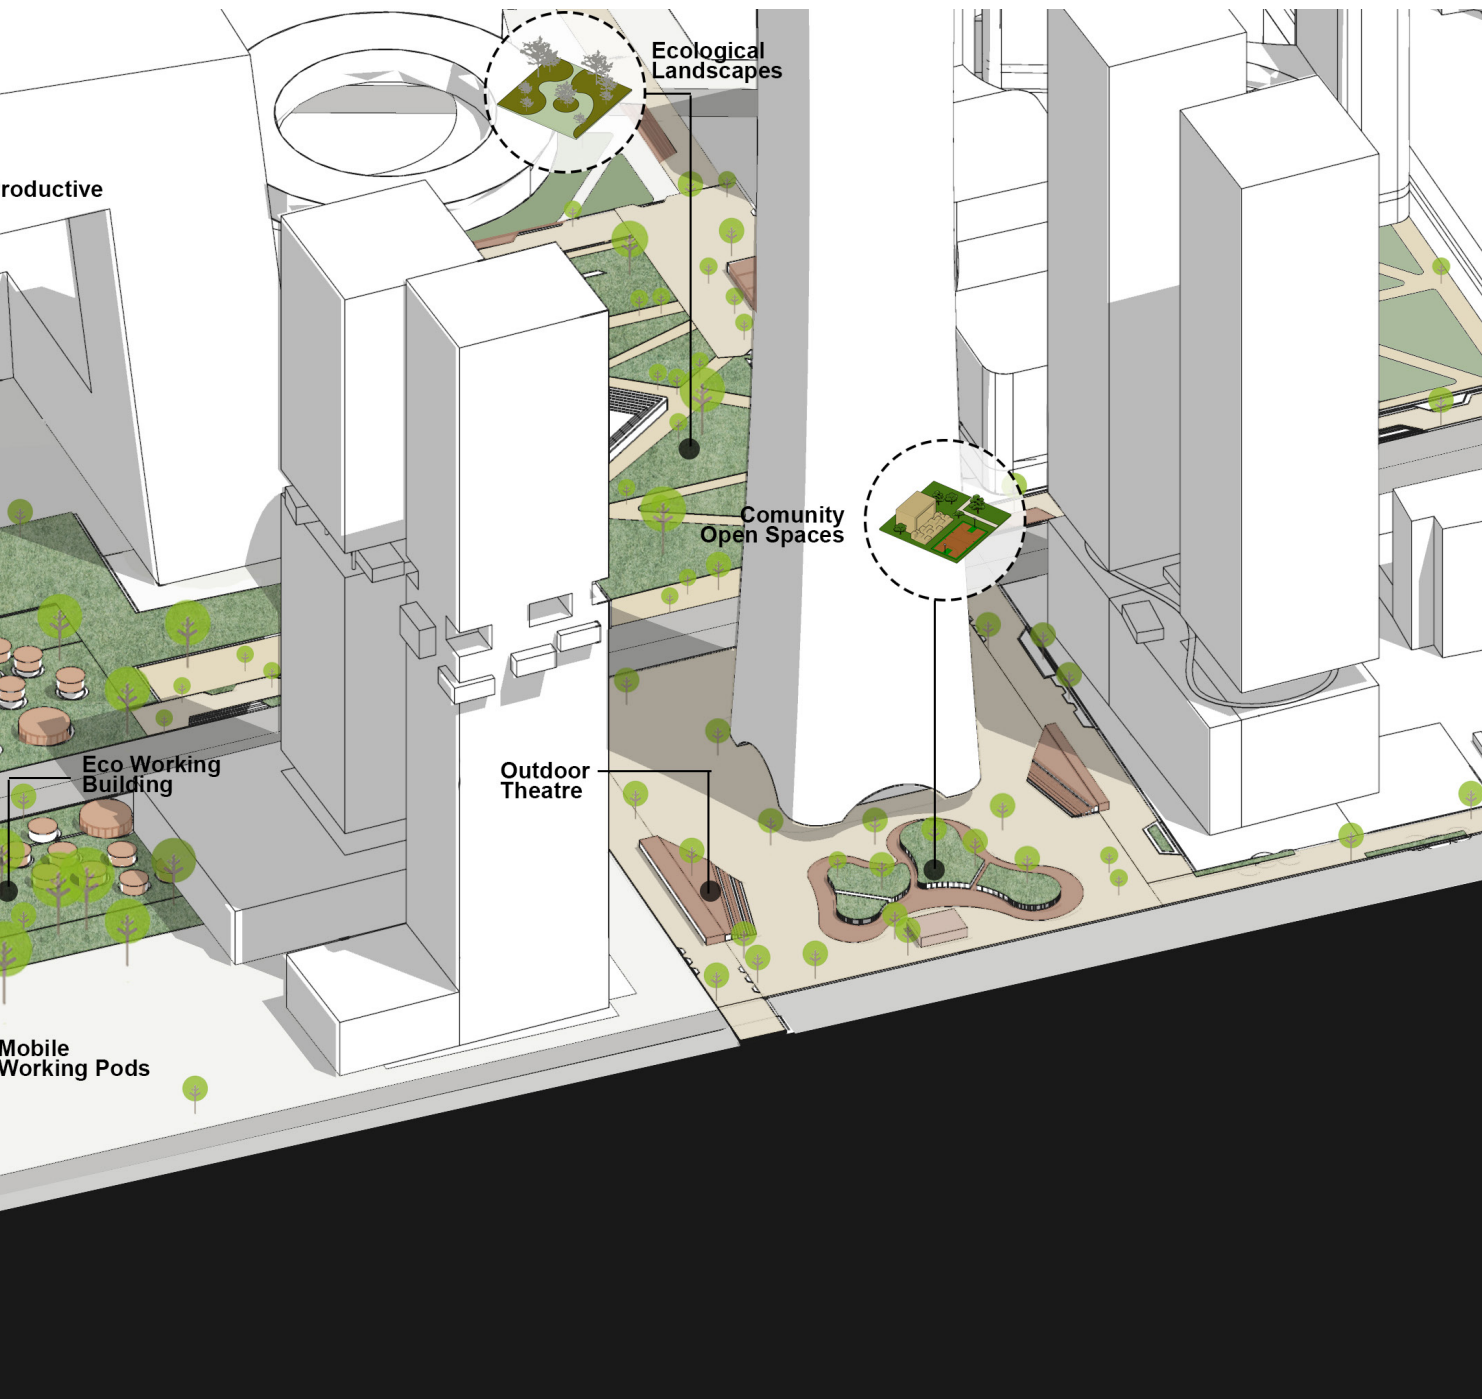 Ecological
Landscapes
roductive
Comunity
Open Spaces
Eco Working
Building
Outdoor
Theatre
Mobile
Working Pods